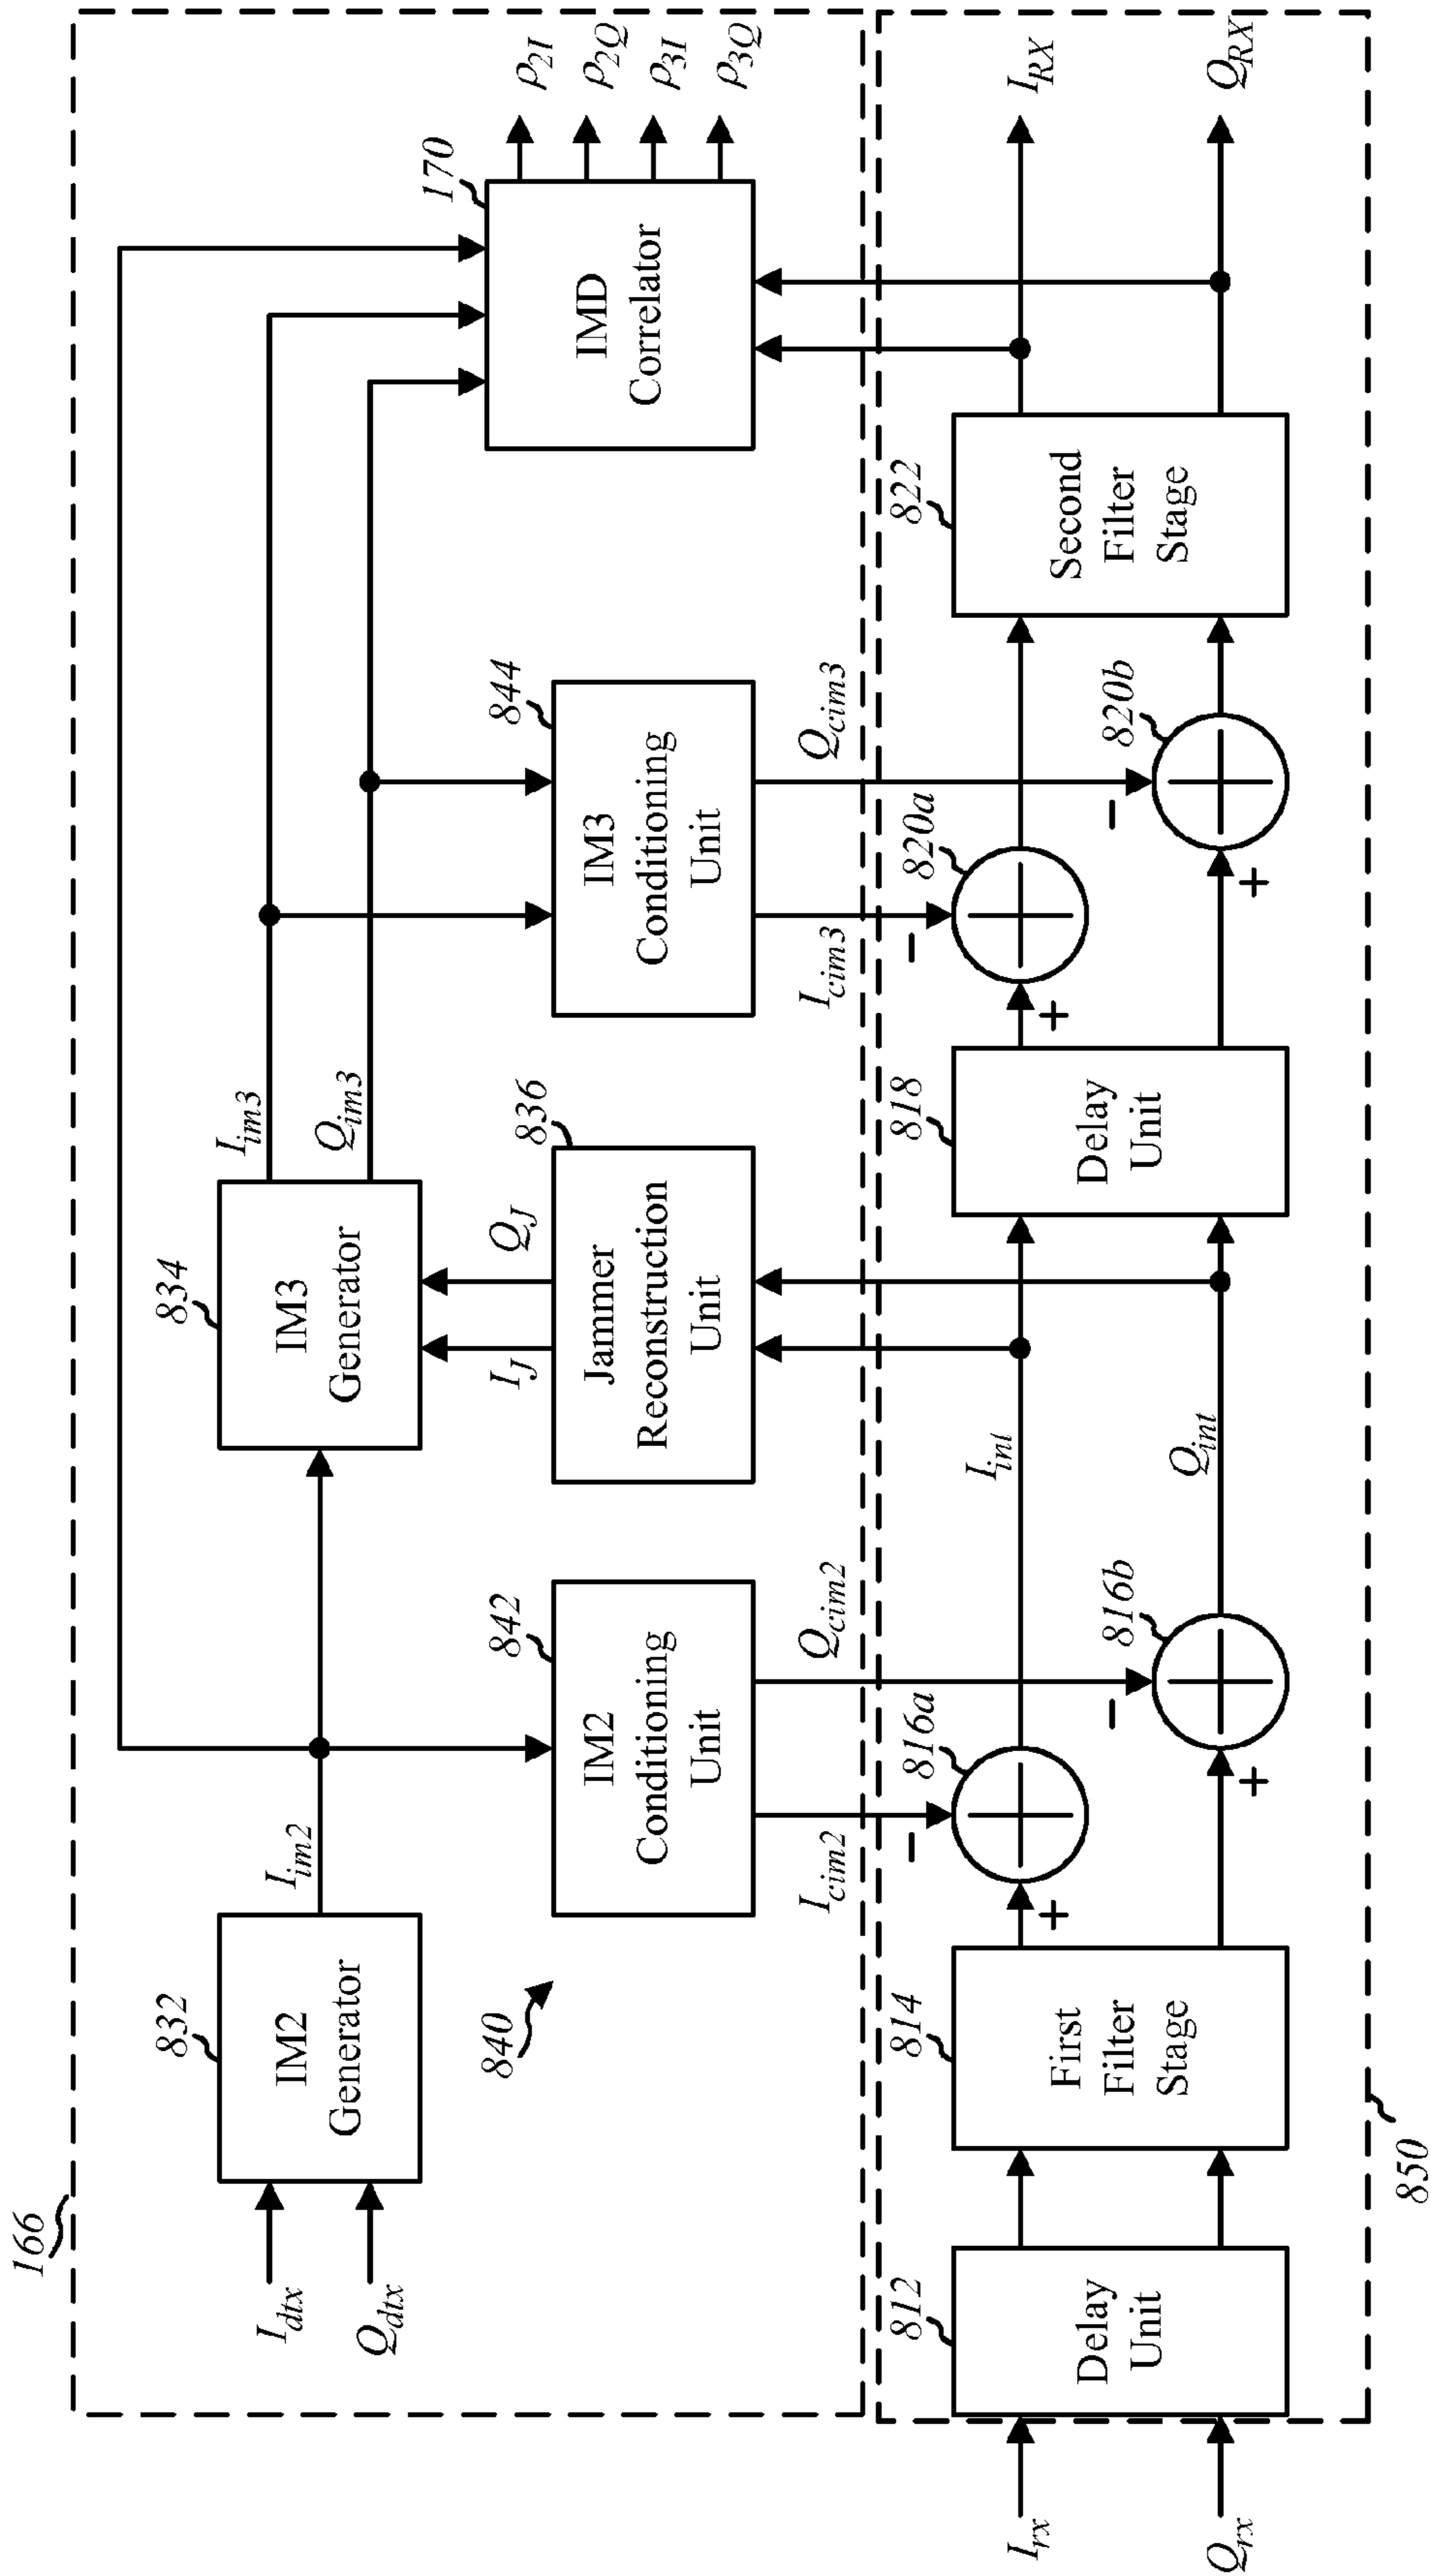 166
I_dtx
Q_dtx
832
IM2
Generator
I_im2
834
IM3
Generator
I_im3
Q_im3
170
IMD
Correlator
ρ_2I
ρ_2Q
ρ_3I
ρ_3Q
840
842
IM2
Conditioning
Unit
I_cim2
Q_cim2
836
Jammer
Reconstruction
Unit
I_J
Q_J
844
IM3
Conditioning
Unit
I_cim3
Q_cim3
I_rx
Q_rx
812
Delay
Unit
814
First
Filter
Stage
+
-
816a
+
-
816b
I_int
Q_int
818
Delay
Unit
+
-
820a
+
-
820b
822
Second
Filter
Stage
I_RX
Q_RX
850